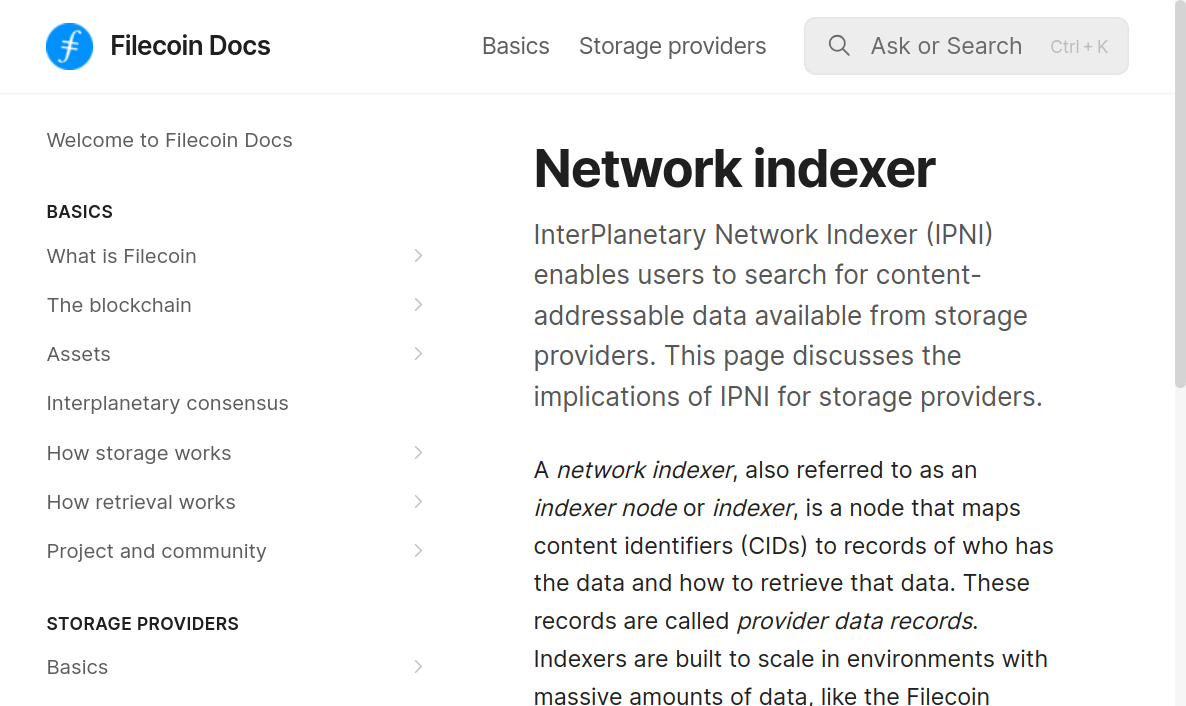 Filecoin Docs
Basics
Storage providers
Ask or Search
Ctrl + K
Welcome to Filecoin Docs
BASICS
What is Filecoin
The blockchain
Assets
Interplanetary consensus
How storage works
How retrieval works
Project and community
STORAGE PROVIDERS
Basics
Network indexer
InterPlanetary Network Indexer (IPNI)
enables users to search for content-
addressable data available from storage
providers. This page discusses the
implications of IPNI for storage providers.
A network indexer, also referred to as an
indexer node or indexer, is a node that maps
content identifiers (CIDs) to records of who has
the data and how to retrieve that data. These
records are called provider data records.
Indexers are built to scale in environments with
massive amounts of data, like the Filecoin